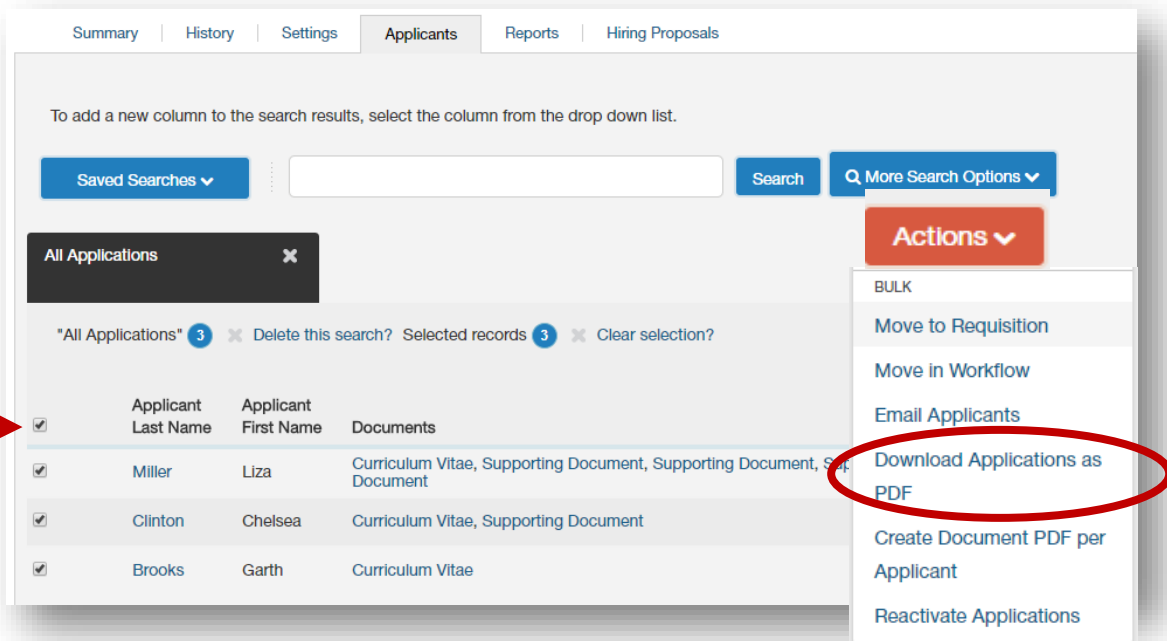 Summary History Settings Applicants Reports Hiring Proposals
To add a new column to the search results, select the column from the drop down list.
Saved Searches Search More Search Options
Actions
All Applications
BULK
"All Applications" 3 Delete this search? Selected records 3 Clear selection?
Move to Requisition
Move in Workflow
Email Applicants
Download Applications as
PDF
Create Document PDF per
Applicant
Reactivate Applications
Applicant
Last Name
Applicant
First Name
Documents
Miller Liza Curriculum Vitae, Supporting Document, Supporting Document,
Document
Clinton Chelsea Curriculum Vitae, Supporting Document
Brooks Garth Curriculum Vitae